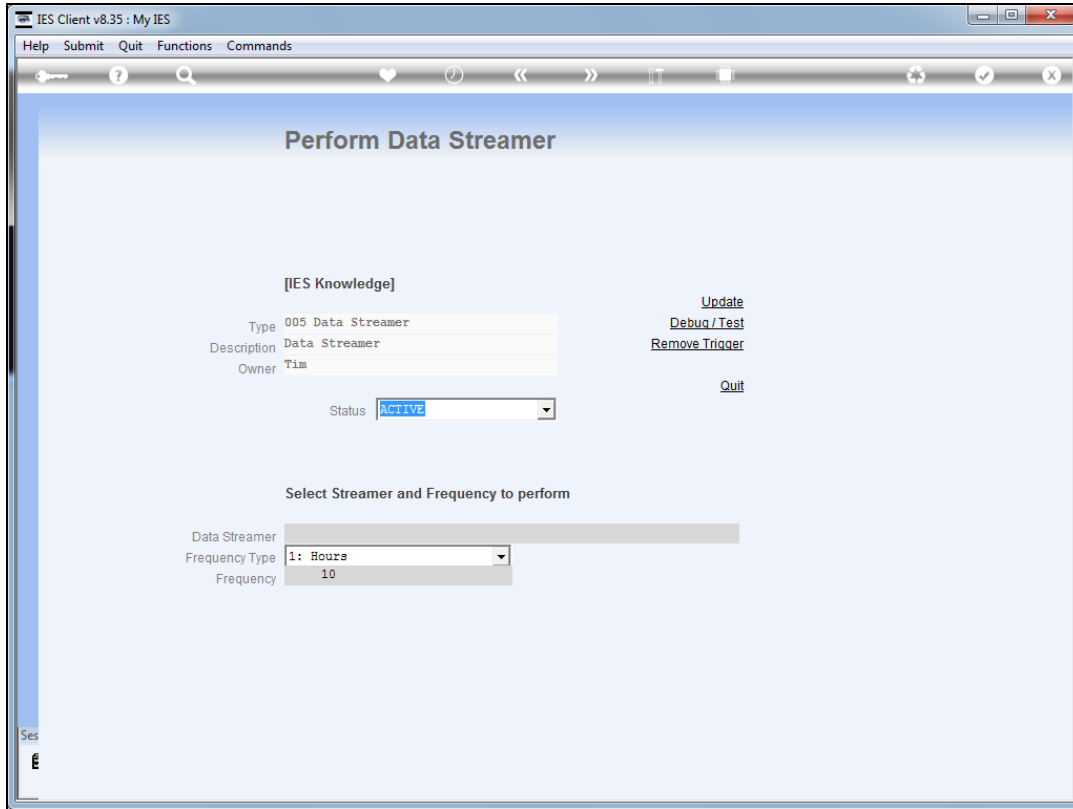 IES Client v8.35 : My IES
Help Submit Quit Functions Commands
Perform Data Streamer
[IES Knowledge]
Update
Type 005 Data Streamer
Debug / Test
Description Data Streamer
Remove Trigger
Owner Tim
Quit
Status ACTIVE
Select Streamer and Frequency to perform
Data Streamer
Frequency Type 1: Hours
Frequency 10
Ses